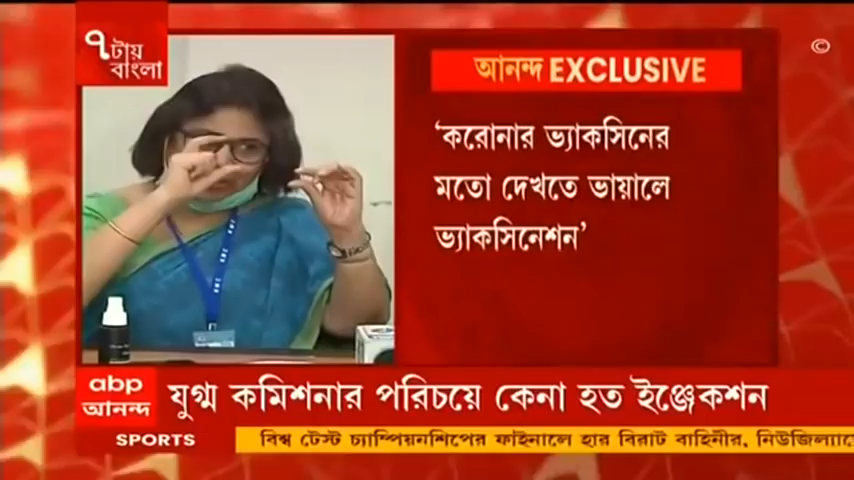 ৭টায়
বাংলা
©
আনন্দ EXCLUSIVE
‘করোনার ভ্যাকসিনের
মতো দেখতে ভায়ালে
ভ্যাকসিনেশন’
abp
আনন্দ
যুগ্ম কমিশনার পরিচয়ে কেনা হত ইঞ্জেকশন
SPORTS
বিশ্ব টেস্ট চ্যাম্পিয়নশিপের ফাইনালে হার বিরাট বাহিনীর,